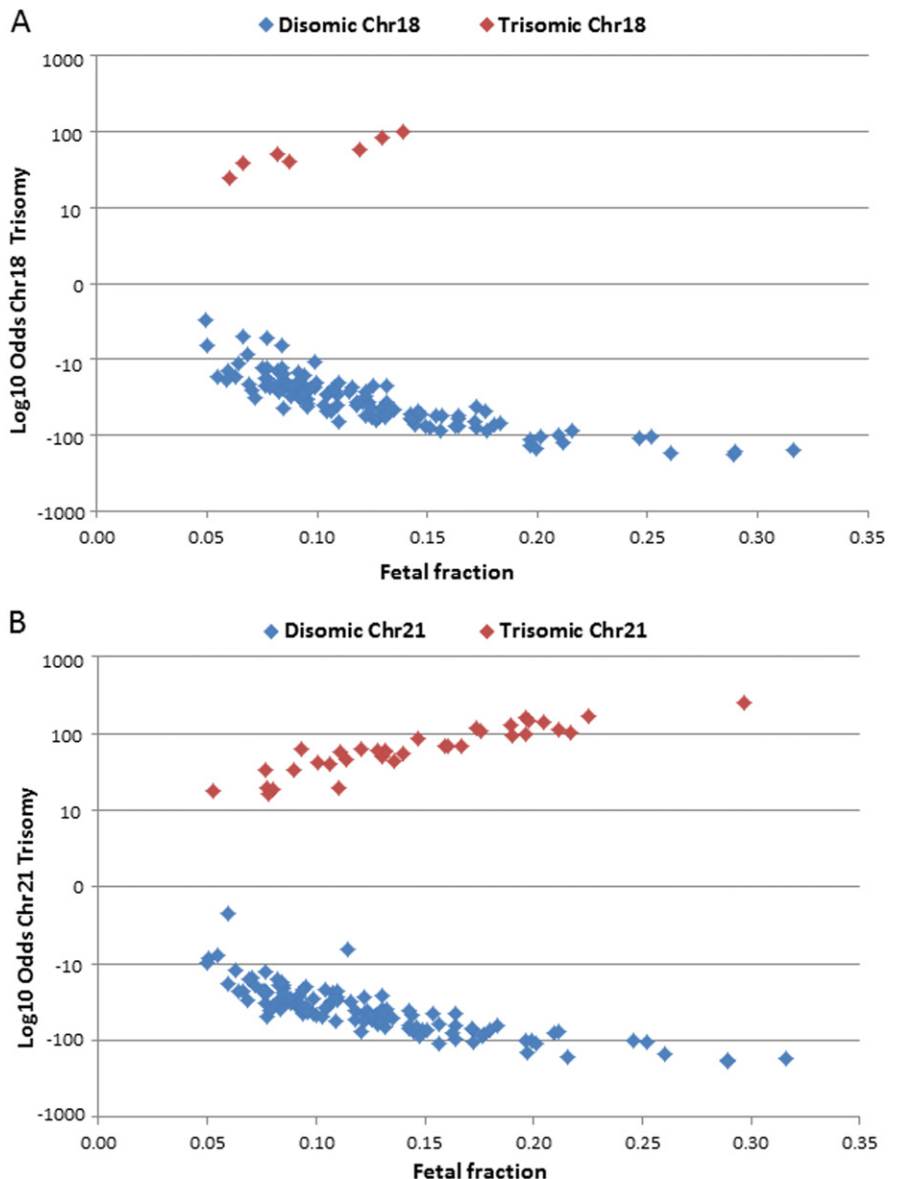 A
Disomic Chr18 Trisomic Chr18
1000
100
10
0
-10
-100
-1000
Log10 Odds Chr18 Trisomy
0.00 0.05 0.10 0.15 0.20 0.25 0.30 0.35
Fetal fraction
B
Disomic Chr21 Trisomic Chr21
1000
100
10
0
-10
-100
-1000
Log10 Odds Chr21 Trisomy
0.00 0.05 0.10 0.15 0.20 0.25 0.30 0.35
Fetal fraction